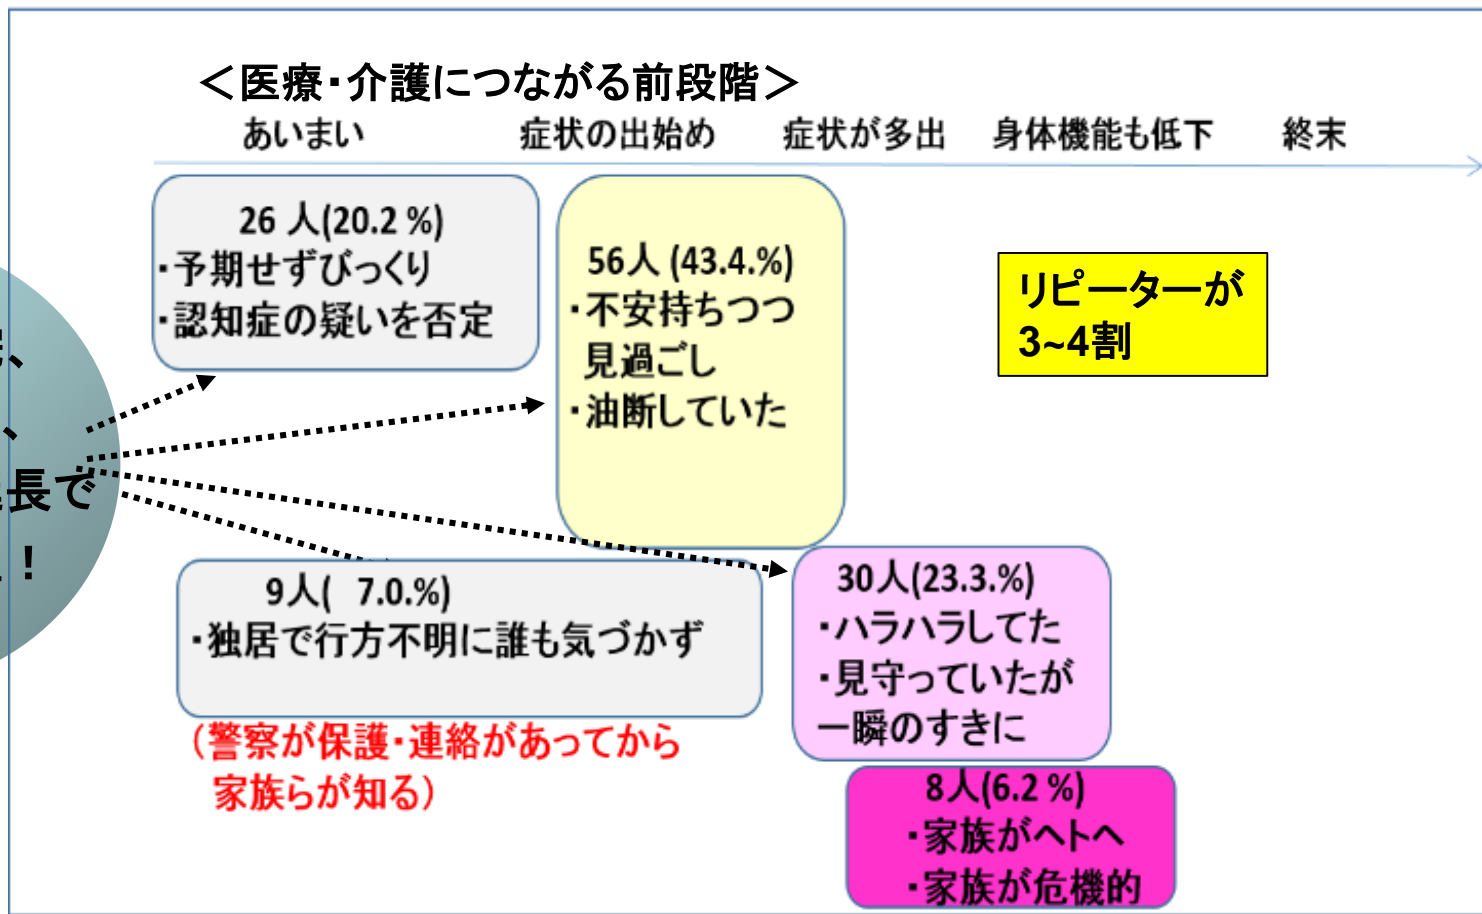 ＜医療・介護につながる前段階＞
あいまい 症状の出始め 症状が多出 身体機能も低下 終末
26 人(20.2 %)
・予期せずびっくり
・認知症の疑いを否定
56人 (43.4.%)
・不安持ちつつ
見過ごし
・油断していた
リピーターが
3~4割
、
、
長で
！
9人( 7.0.%)
・独居で行方不明に誰も気づかず
（警察が保護・連絡があってから
家族らが知る）
30人(23.3.%)
・ハラハラしてた
・見守っていたが
一瞬のすきに
8人(6.2 %)
・家族がヘトヘ
・家族が危機的